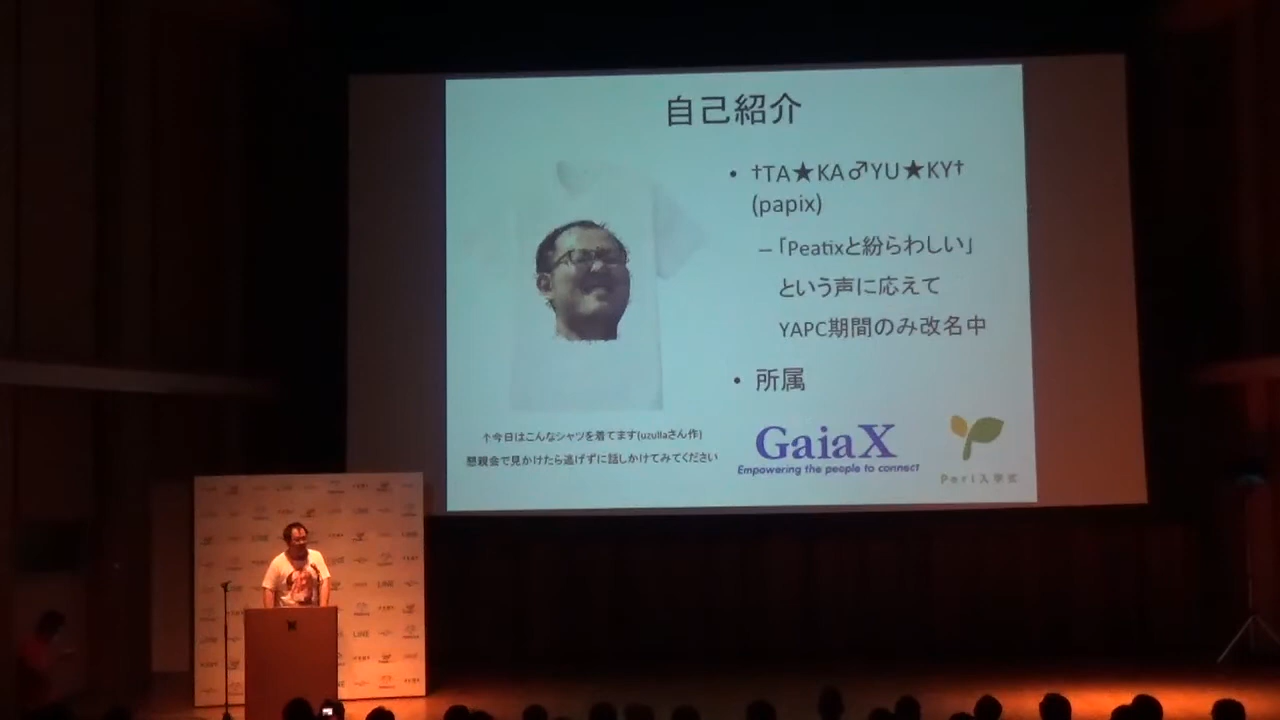 自己紹介
• †TA★KA♂YU★KY†
(papix)
–「Peatixと紛らわしい」
という声に応えて
YAPC期間のみ改名中
• 所属
↑今日はこんなシャツを着てます(uzullaさん作)
懇親会で見かけたら逃げずに話しかけてみてください
GaiaX
Empowering the people to connect
Perl入学式
LINE
LINE
LINE